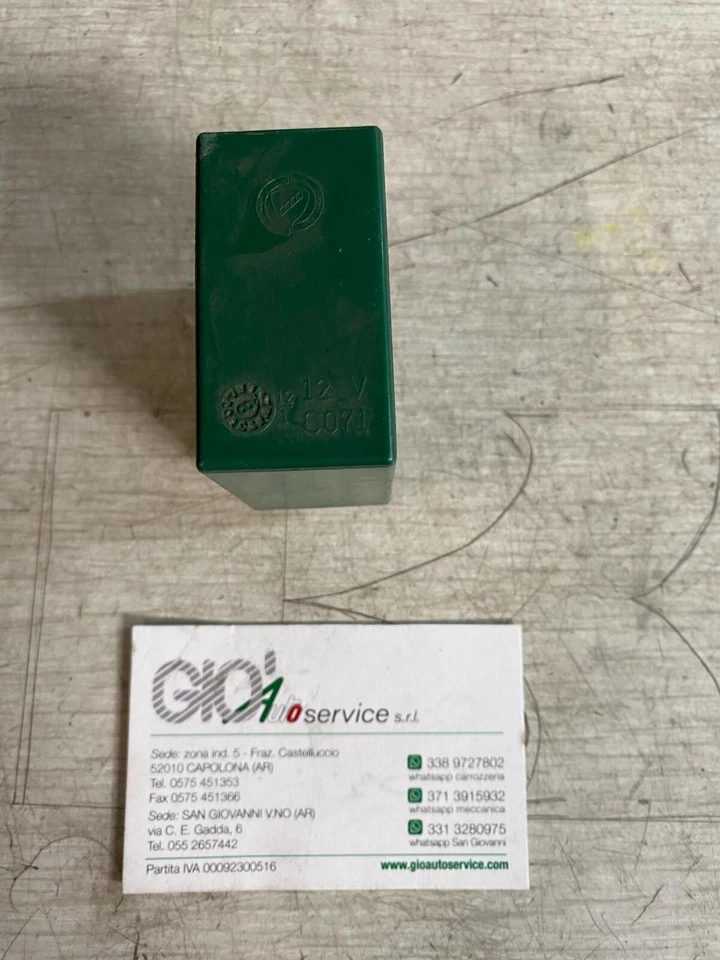 12 V
C071
GIO' Auto service s.r.l.
Sede: zona ind. 5 - Fraz. Castelluccio
52010 CAPOLONA (AR)
Tel. 0575 451353
Fax 0575 451366
Sede: SAN GIOVANNI V.NO (AR)
via C. E. Gadda, 6
Tel. 055 2657442
Partita IVA 00092300516
338 9727802
whatsapp carrozzeria
371 3915932
whatsapp meccanica
331 3280975
whatsapp San Giovanni
www.gioautoservice.com